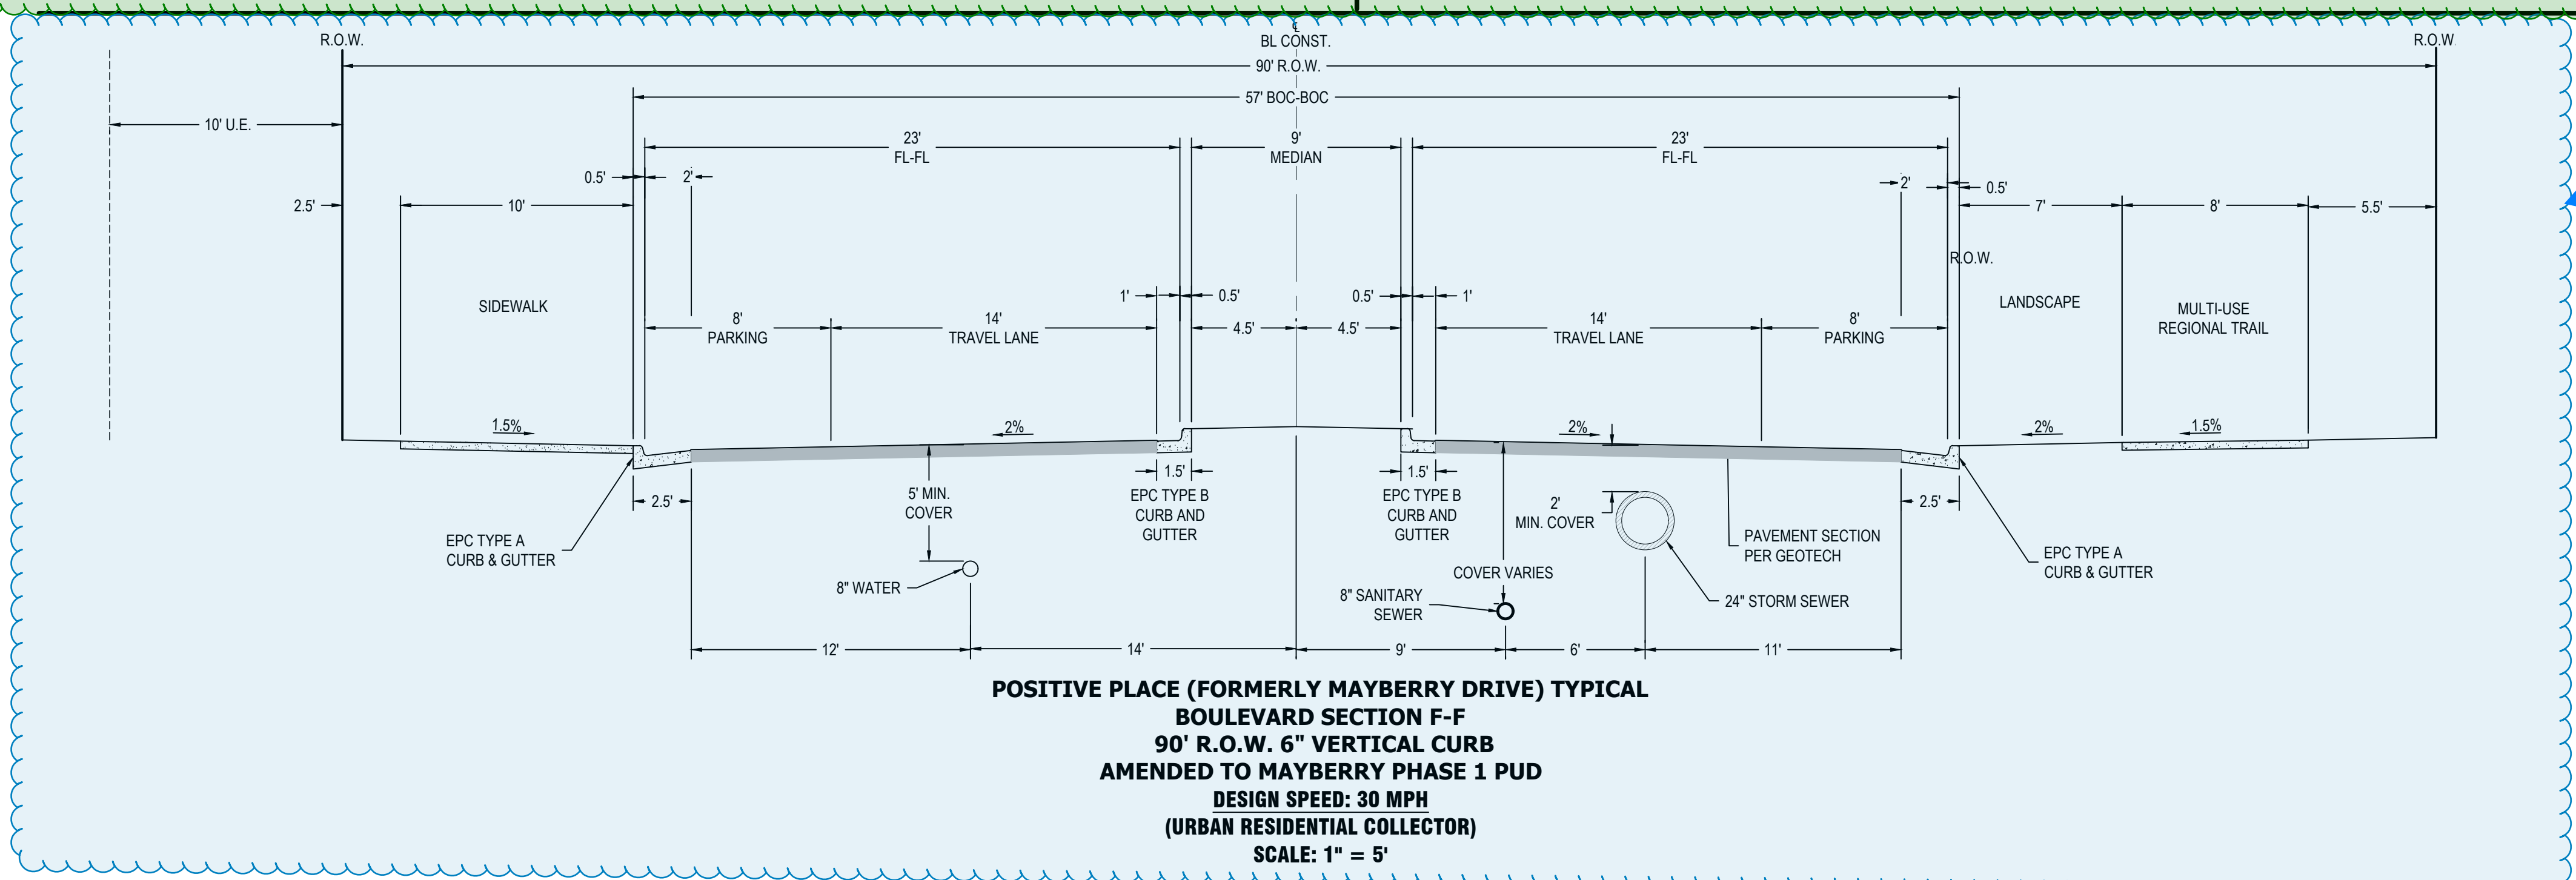 R.O.W.
℄
BL CONST.
R.O.W.
90' R.O.W.
57' BOC-BOC
10' U.E.
23'
FL-FL
9'
MEDIAN
23'
FL-FL
0.5'
2'
2'
0.5'
2.5'
10'
7'
8'
5.5'
R.O.W.
SIDEWALK
1'
0.5'
0.5'
1'
LANDSCAPE
MULTI-USE
REGIONAL TRAIL
8'
PARKING
14'
TRAVEL LANE
4.5'
4.5'
14'
TRAVEL LANE
8'
PARKING
1.5%
2%
2%
2%
1.5%
2.5'
5' MIN.
COVER
1.5'
EPC TYPE B
CURB AND
GUTTER
1.5'
EPC TYPE B
CURB AND
GUTTER
2'
MIN. COVER
2.5'
EPC TYPE A
CURB & GUTTER
PAVEMENT SECTION
PER GEOTECH
EPC TYPE A
CURB & GUTTER
8" WATER
COVER VARIES
8" SANITARY
SEWER
24" STORM SEWER
12'
14'
9'
6'
11'
POSITIVE PLACE (FORMERLY MAYBERRY DRIVE) TYPICAL
BOULEVARD SECTION F-F
90' R.O.W. 6" VERTICAL CURB
AMENDED TO MAYBERRY PHASE 1 PUD
DESIGN SPEED: 30 MPH
(URBAN RESIDENTIAL COLLECTOR)
SCALE: 1" = 5'